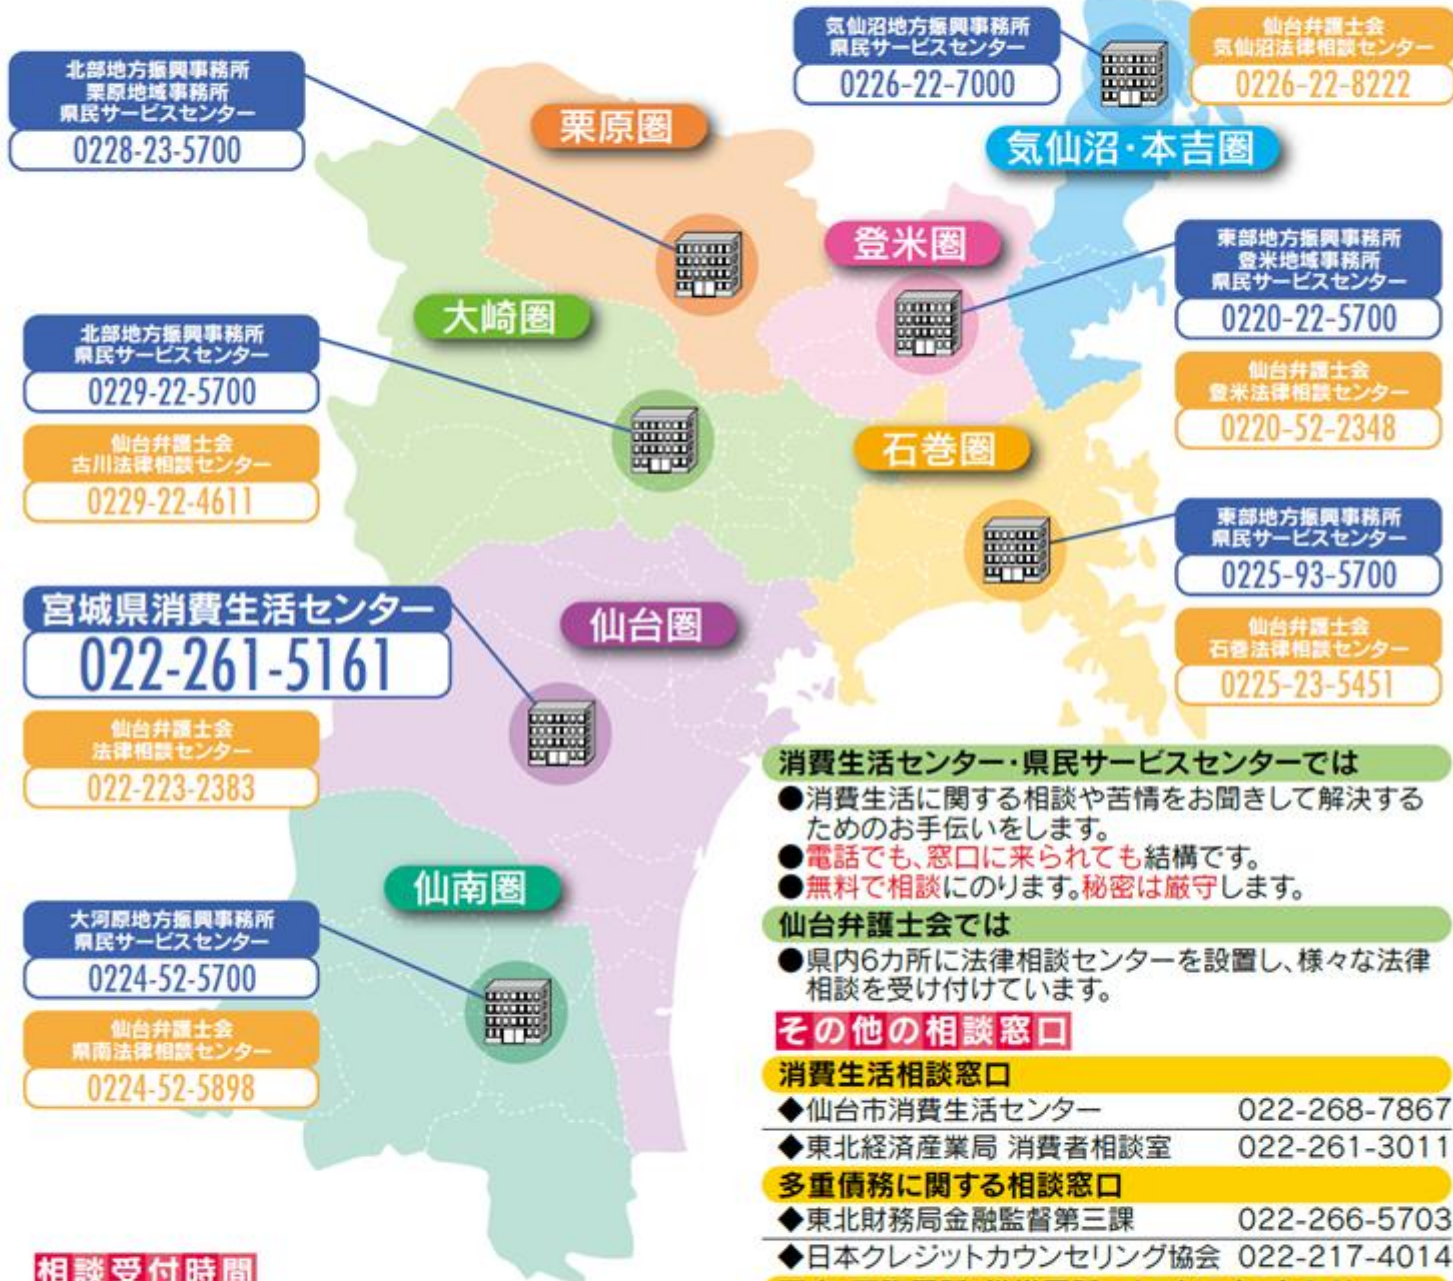 気仙沼地方振興事務所
県民サービスセンター
0226-22-7000
仙台弁護士会
気仙沼法律相談センター
0226-22-8222
北部地方振興事務所
栗原地域事務所
県民サービスセンター
0228-23-5700
栗原圏
気仙沼・本吉圏
登米圏
東部地方振興事務所
登米地域事務所
県民サービスセンター
0220-22-5700
大崎圏
北部地方振興事務所
県民サービスセンター
0229-22-5700
仙台弁護士会
登米法律相談センター
0220-52-2348
仙台弁護士会
古川法律相談センター
0229-22-4611
石巻圏
東部地方振興事務所
県民サービスセンター
0225-93-5700
宮城県消費生活センター
022-261-5161
仙台圏
仙台弁護士会
石巻法律相談センター
0225-23-5451
仙台弁護士会
法律相談センター
022-223-2383
仙南圏
大河原地方振興事務所
県民サービスセンター
0224-52-5700
仙台弁護士会
県南法律相談センター
0224-52-5898
消費生活センター・県民サービスセンターでは
●消費生活に関する相談や苦情をお聞きして解決する
ためのお手伝いをします。
●電話でも、窓口に来られても結構です。
●無料で相談にのります。秘密は厳守します。
仙台弁護士会では
●県内6カ所に法律相談センターを設置し、様々な法律
相談を受け付けています。
その他の相談窓口
消費生活相談窓口
◆仙台市消費生活センター 022-268-7867
◆東北経済産業局 消費者相談室 022-261-3011
多重債務に関する相談窓口
◆東北財務局金融監督第三課 022-266-5703
◆日本クレジットカウンセリング協会 022-217-4014
相談受付時間